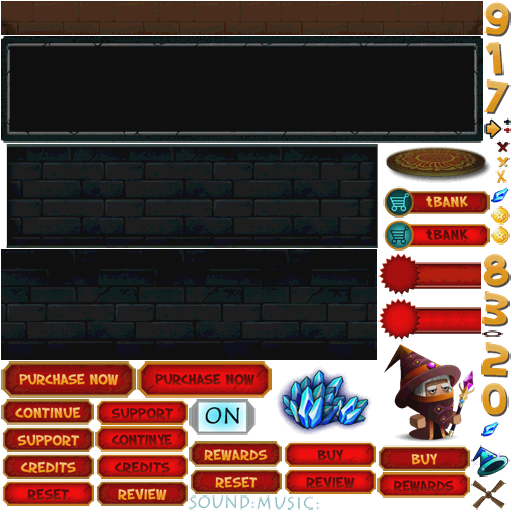 9
1
7
tBANK
tBANK
8
3
2
0
PURCHASE NOW
PURCHASE NOW
CONTINUE
SUPPORT
ON
SUPPORT
CONTINYE
CREDITS
CREDITS
REWARDS
BUY
BUY
RESET
REVIEW
RESET
REVIEW
REWARDS
SOUND:MUSIC: